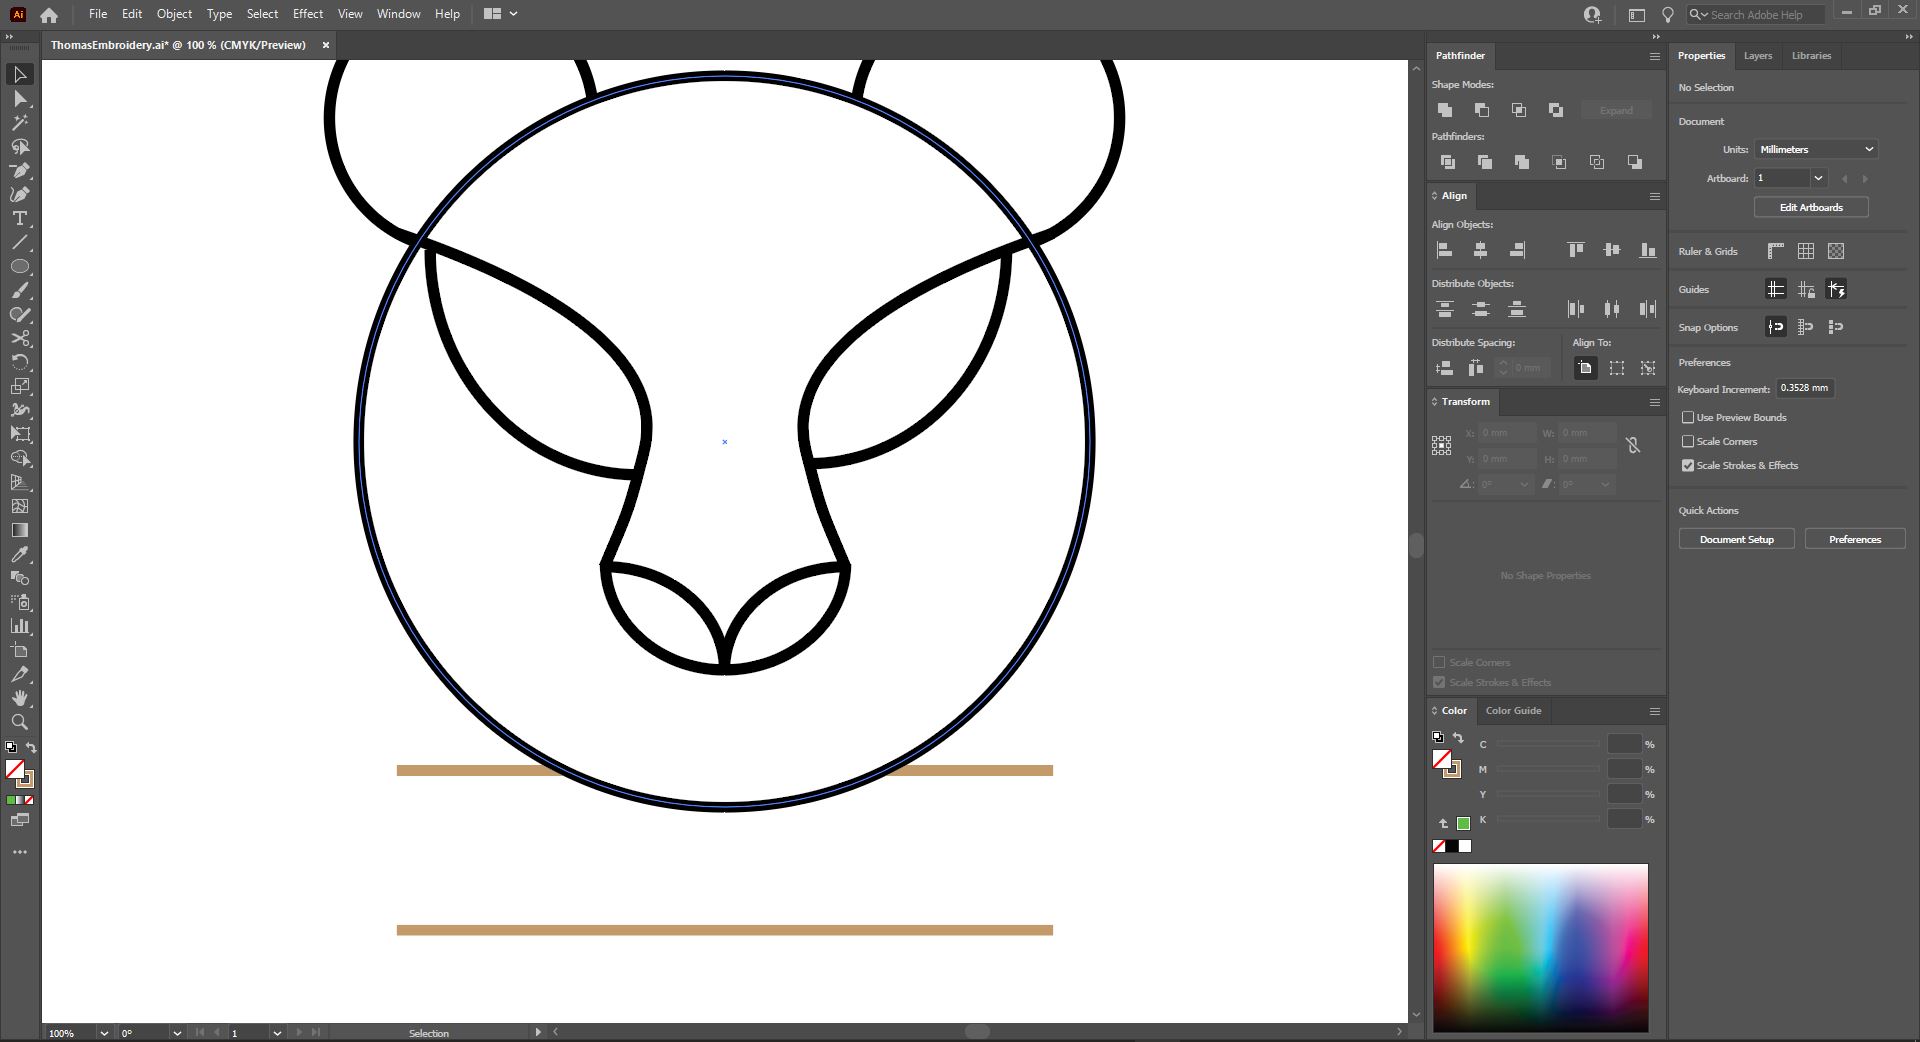 Ai File Edit Object Type Select Effect View Window Help Search Adobe Help
ThomasEmbroidery.ai* @ 100 % (CMYK/Preview) ×
Pathfinder
Shape Modes:
Expand
Pathfinders:
Align
Align Objects:
Distribute Objects:
Distribute Spacing: Align To:
0 mm
Transform
X: 0 mm W: 0 mm
Y: 0 mm H: 0 mm
0° 0°
No Shape Properties
Scale Corners
Scale Strokes & Effects
Color Color Guide
C %
M %
Y %
K %
Properties Layers Libraries
No Selection
Document
Units: Millimeters
Artboard: 1
Edit Artboards
Ruler & Grids
Guides
Snap Options
Preferences
Keyboard Increment: 0.3528 mm
Use Preview Bounds
Scale Corners
Scale Strokes & Effects
Quick Actions
Document Setup Preferences
100% 0° 1 Selection